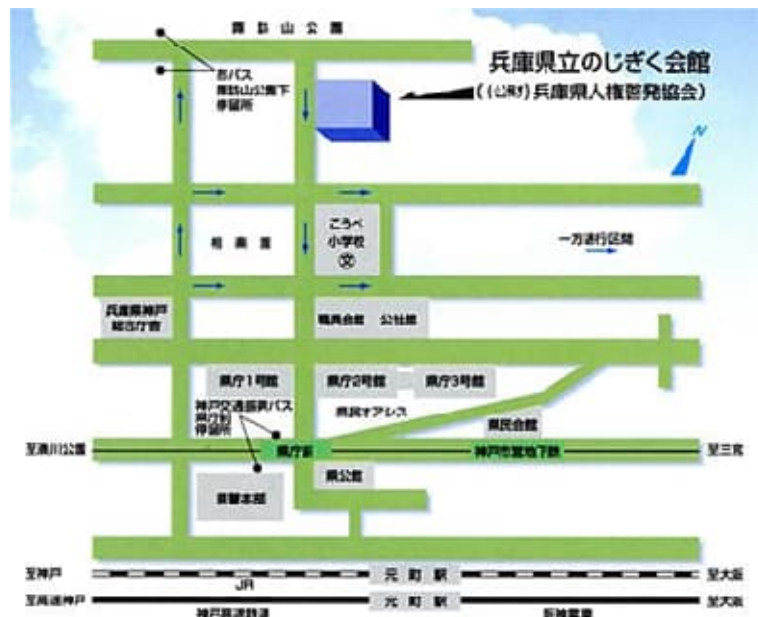 諏訪山公園
市バス
諏訪山公園下
停留所
兵庫県立のじぎく会館
((公財)兵庫県人権啓発協会)
N
相楽園
こうべ
小学校
文
一方通行区間
兵庫県神戸
総合庁舎
職員会館 公社館
県庁1号館
県庁2号館
県庁3号館
神戸交通振興バス
県庁前
停留所
県民オアシス
県民会館
至湊川公園
県庁前
神戸市営地下鉄
至三宮
県公館
県警本部
至神戸
元町駅
至大阪
JR
至高速神戸
元町駅
至大阪
神戸高速鉄道
阪神電車